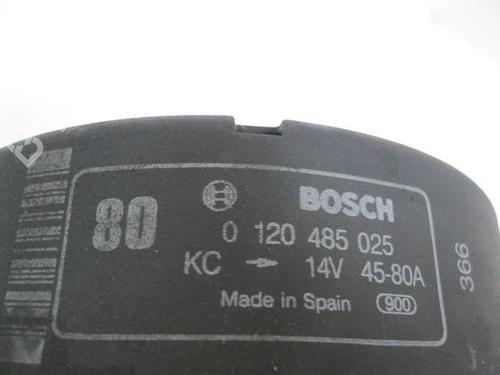 80 BOSCH
0 120 485 025
KC → 14V 45-80A
Made in Spain 900
366